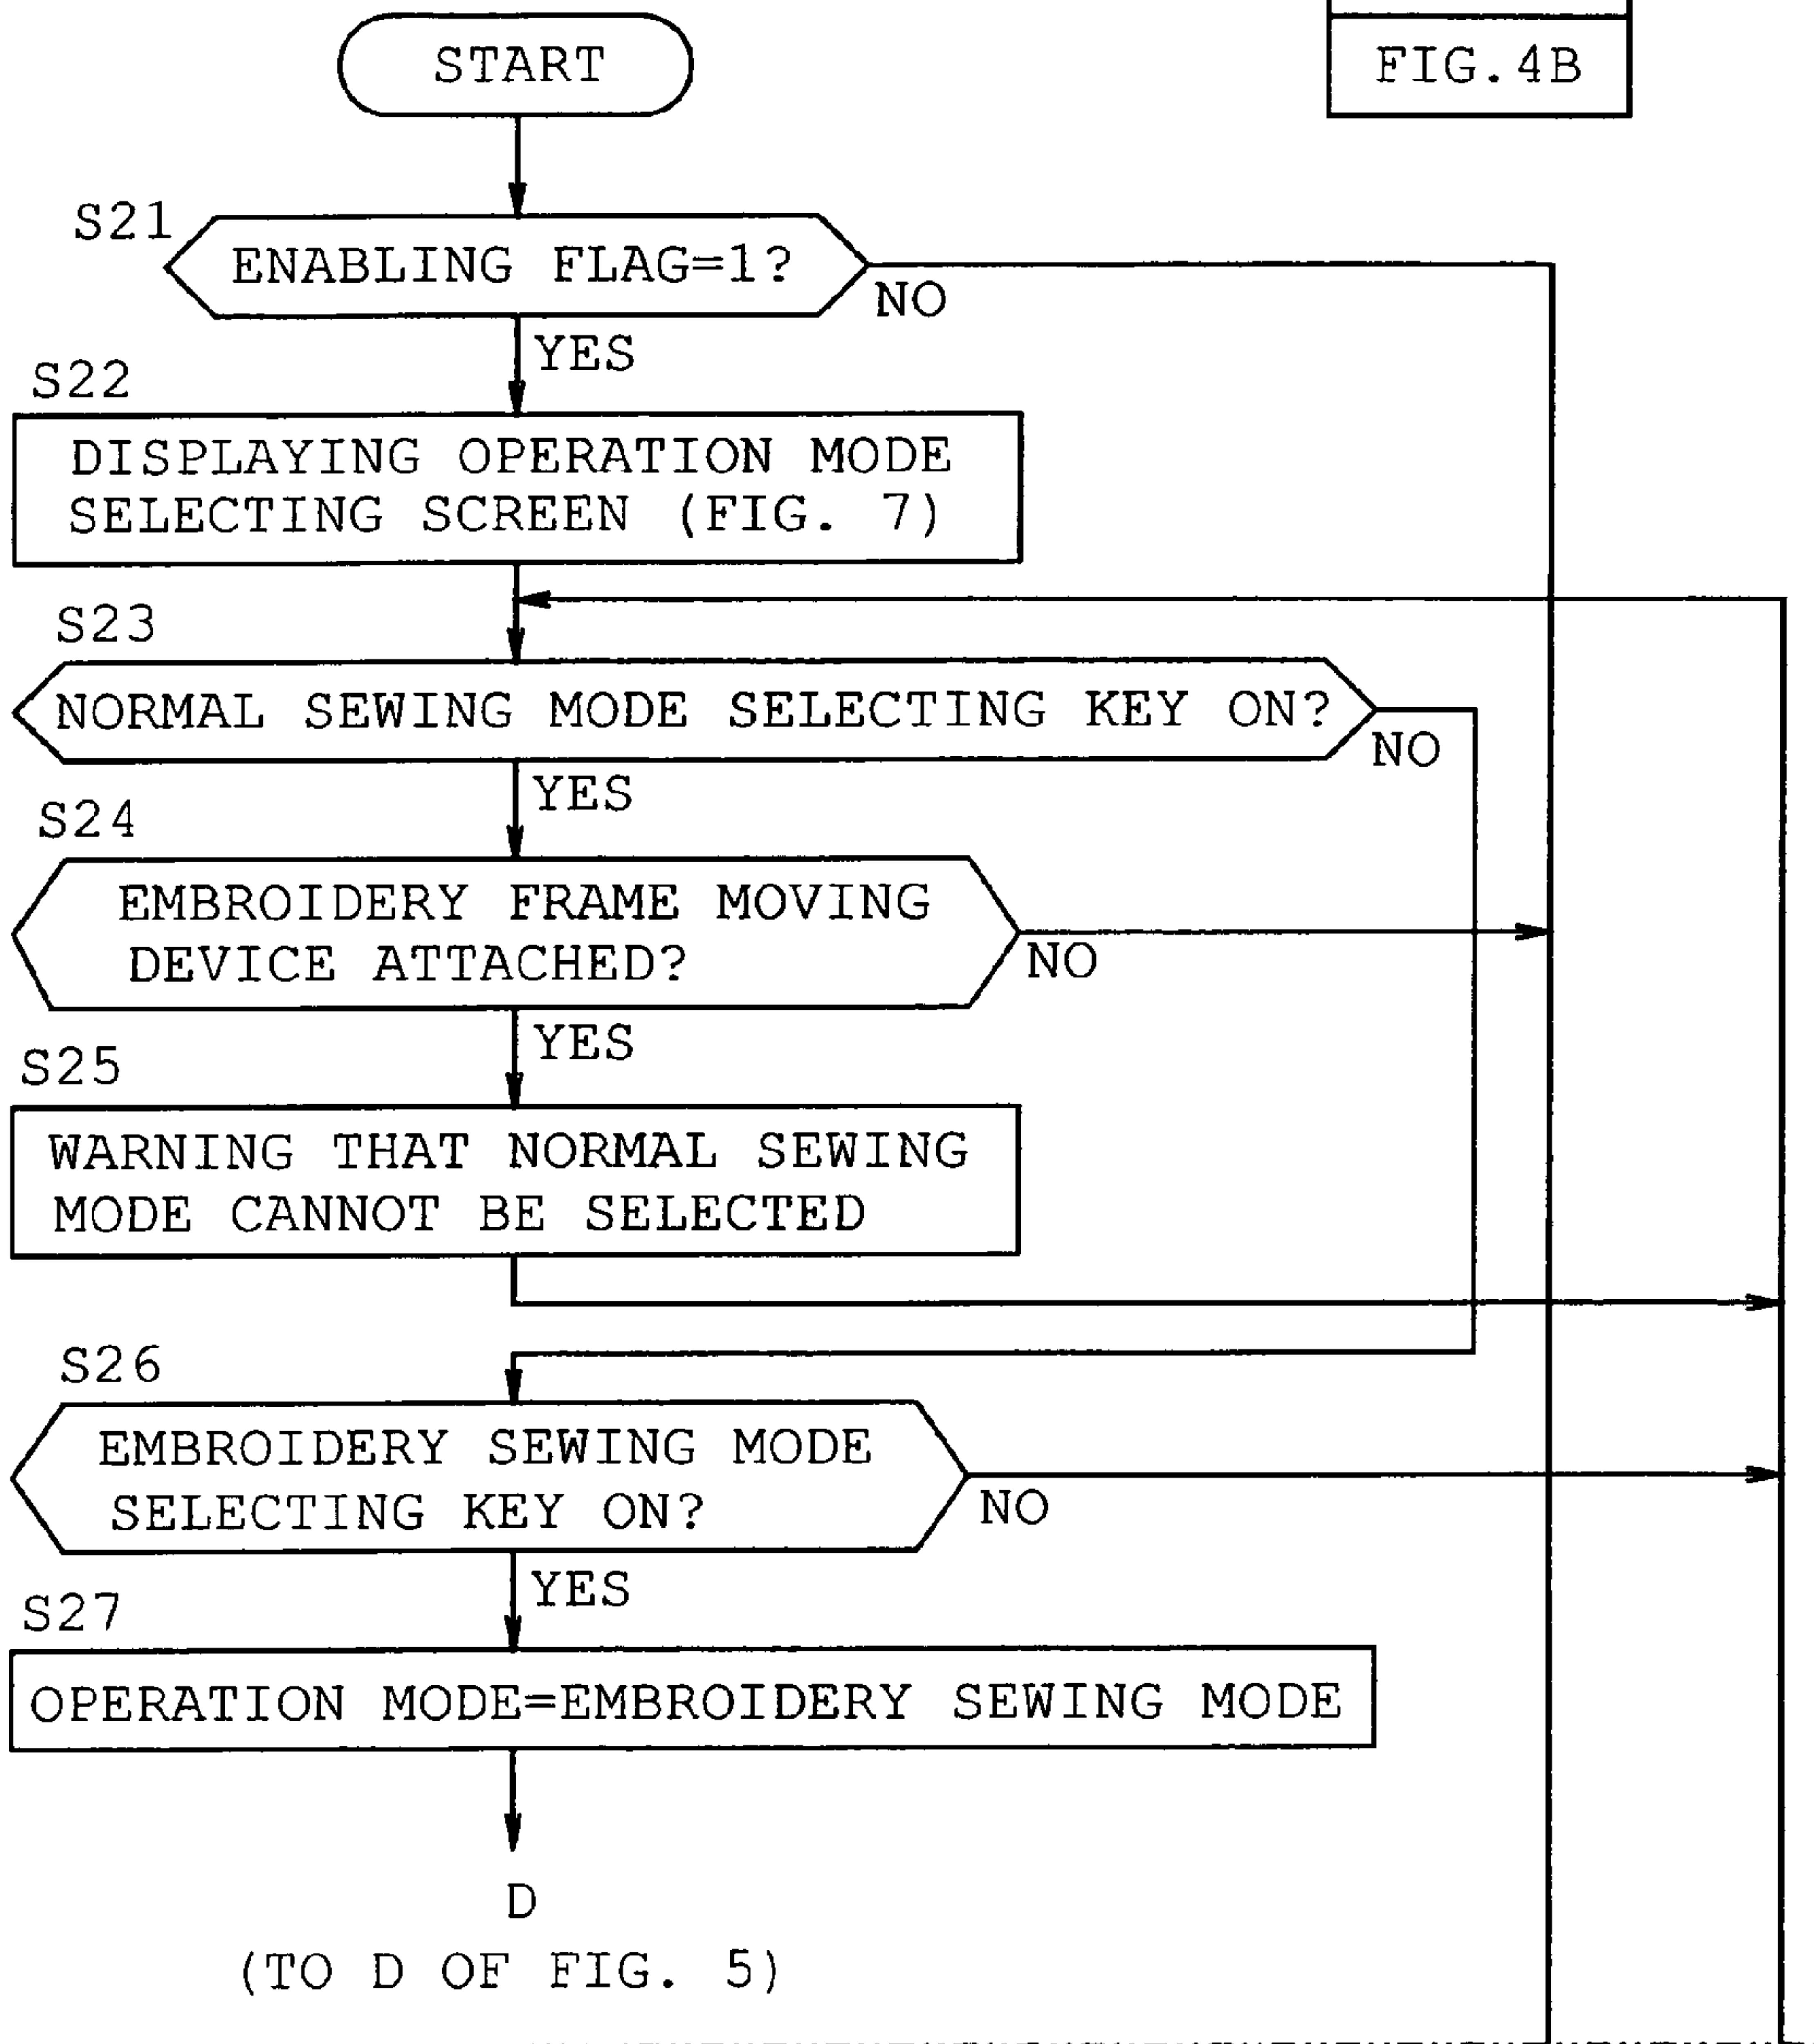 START
FIG.4B
S21
ENABLING FLAG=1?
NO
YES
S22
DISPLAYING OPERATION MODE
SELECTING SCREEN (FIG. 7)
S23
NORMAL SEWING MODE SELECTING KEY ON?
NO
YES
S24
EMBROIDERY FRAME MOVING
DEVICE ATTACHED?
NO
YES
S25
WARNING THAT NORMAL SEWING
MODE CANNOT BE SELECTED
S26
EMBROIDERY SEWING MODE
SELECTING KEY ON?
NO
YES
S27
OPERATION MODE=EMBROIDERY SEWING MODE
D
(TO D OF FIG. 5)